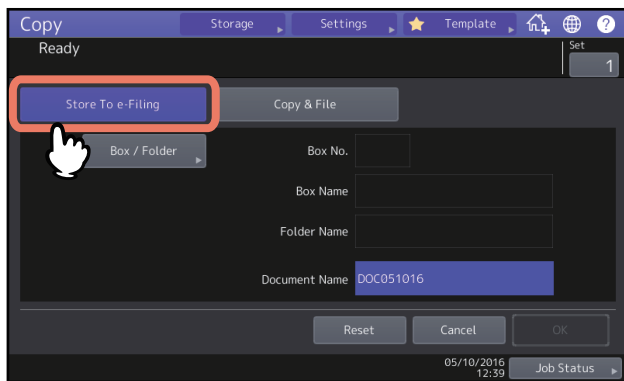 Copy Storage Settings Template ?
Ready
Set
1
Store To e-Filing Copy & File
Box / Folder Box No.
Box Name
Folder Name
Document Name DOC051016
Reset Cancel OK
05/10/2016
12:39
Job Status